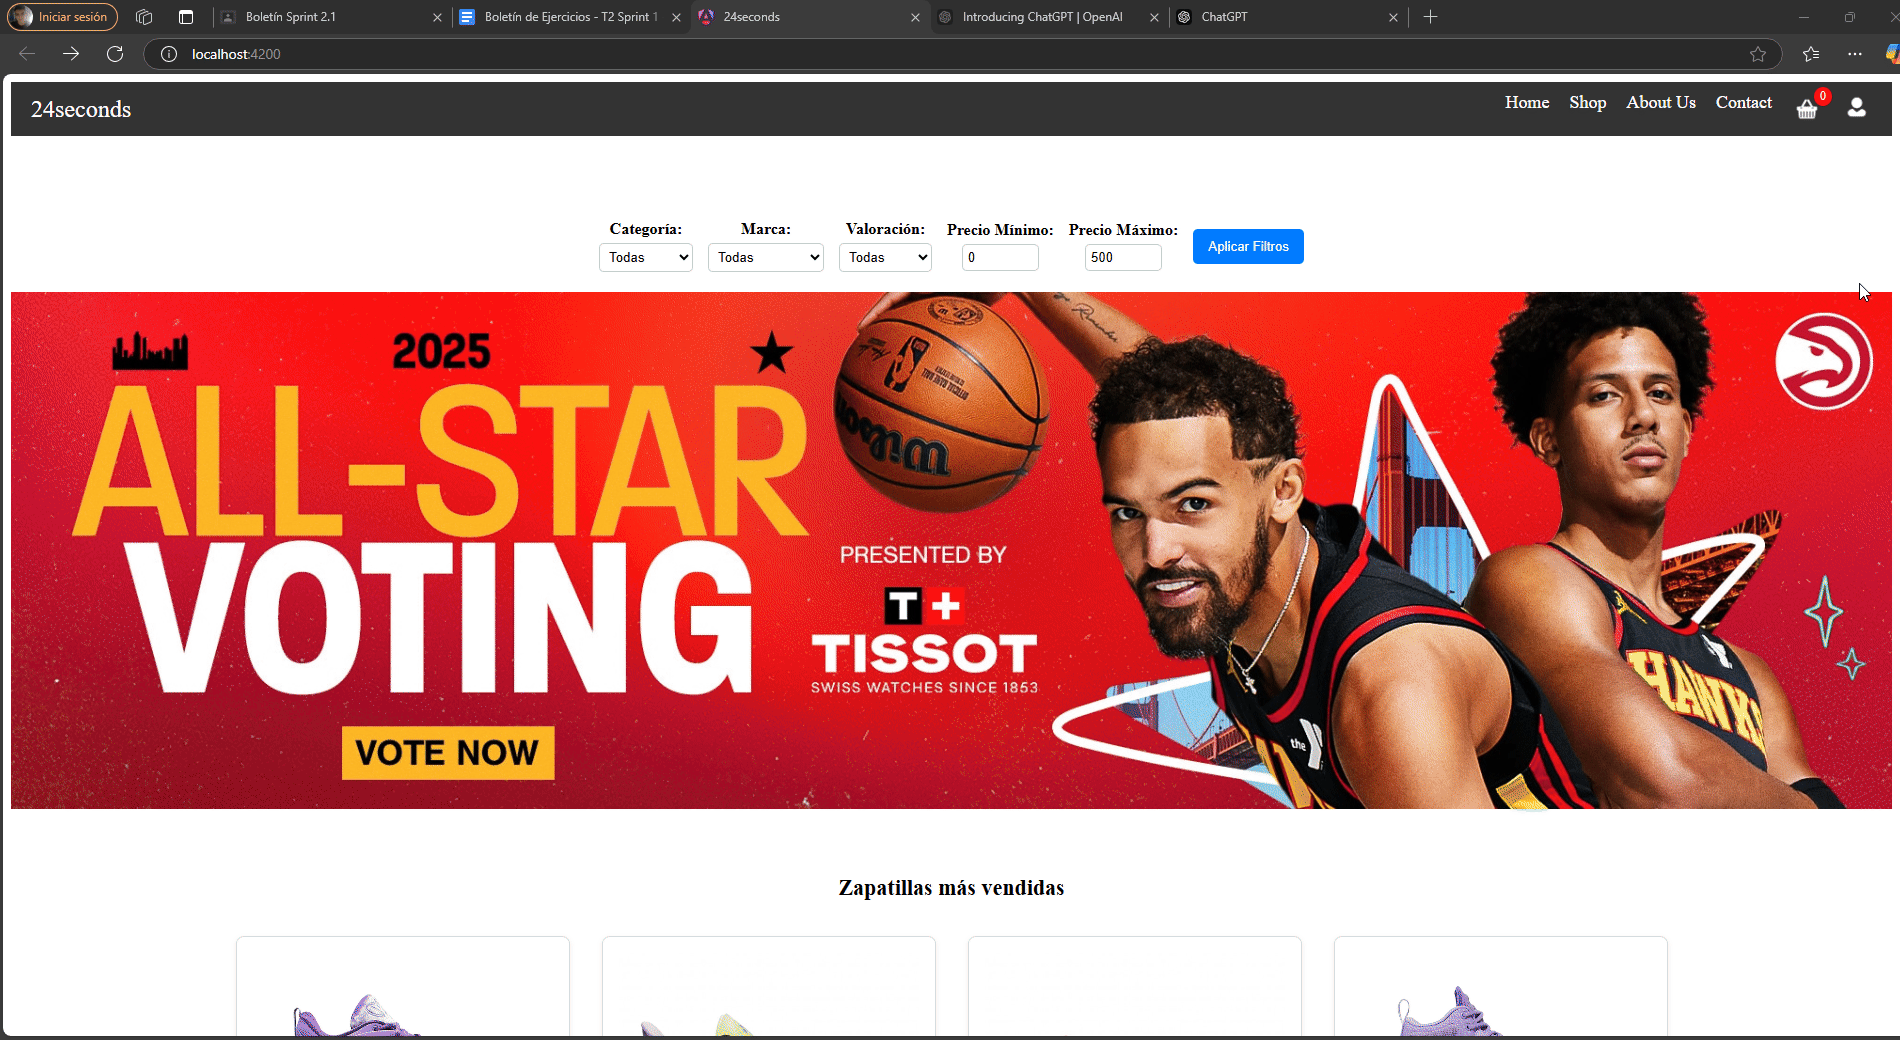 Iniciar sesión
Boletín Sprint 2.1
Boletín de Ejercicios - T2 Sprint 1
24seconds
Introducing ChatGPT | OpenAI
ChatGPT
localhost:4200
24seconds
Home
Shop
About Us
Contact
0
Categoría:
Marca:
Valoración:
Precio Mínimo:
Precio Máximo:
Todas
Todas
Todas
0
500
Aplicar Filtros
2025
ALL-STAR
VOTING
wilson
PRESENTED BY
T+
TISSOT
SWISS WATCHES SINCE 1853
VOTE NOW
the Y
HAWKS
Zapatillas más vendidas